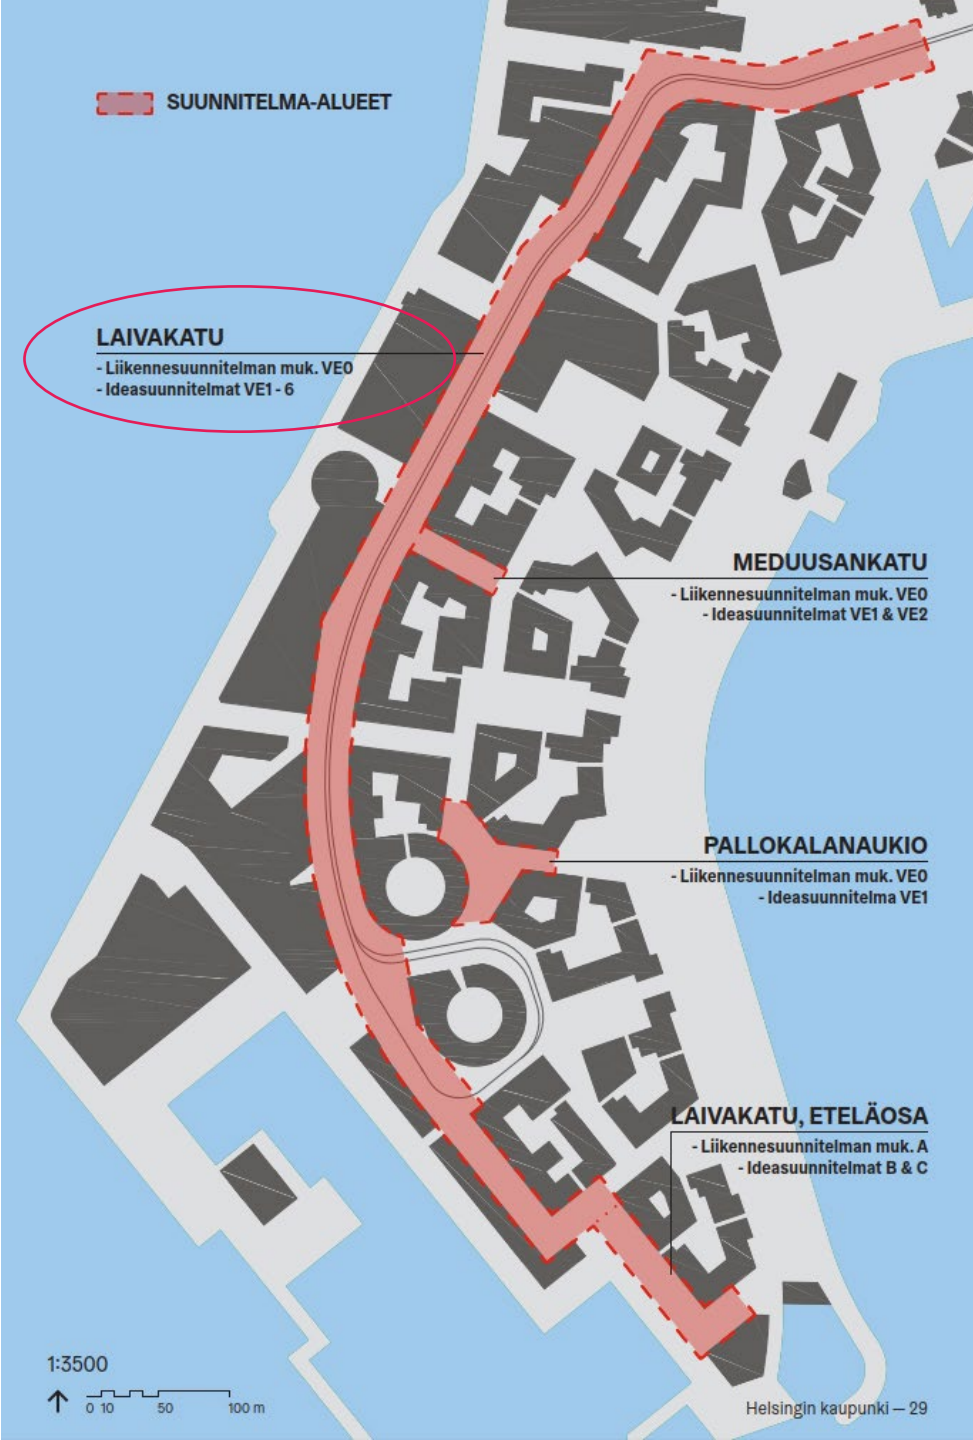 SUUNNITELMA-ALUEET
LAIVAKATU
- Liikennesuunnitelman muk. VE0
- Ideasuunnitelmat VE1 - 6
MEDUUSANKATU
- Liikennesuunnitelman muk. VE0
- Ideasuunnitelmat VE1 & VE2
PALLOKALANAUKIO
- Liikennesuunnitelman muk. VE0
- Ideasuunnitelma VE1
LAIVAKATU, ETELÄOSA
- Liikennesuunnitelman muk. A
- Ideasuunnitelmat B & C
1:3500
0 10 50 100 m
Helsingin kaupunki — 29